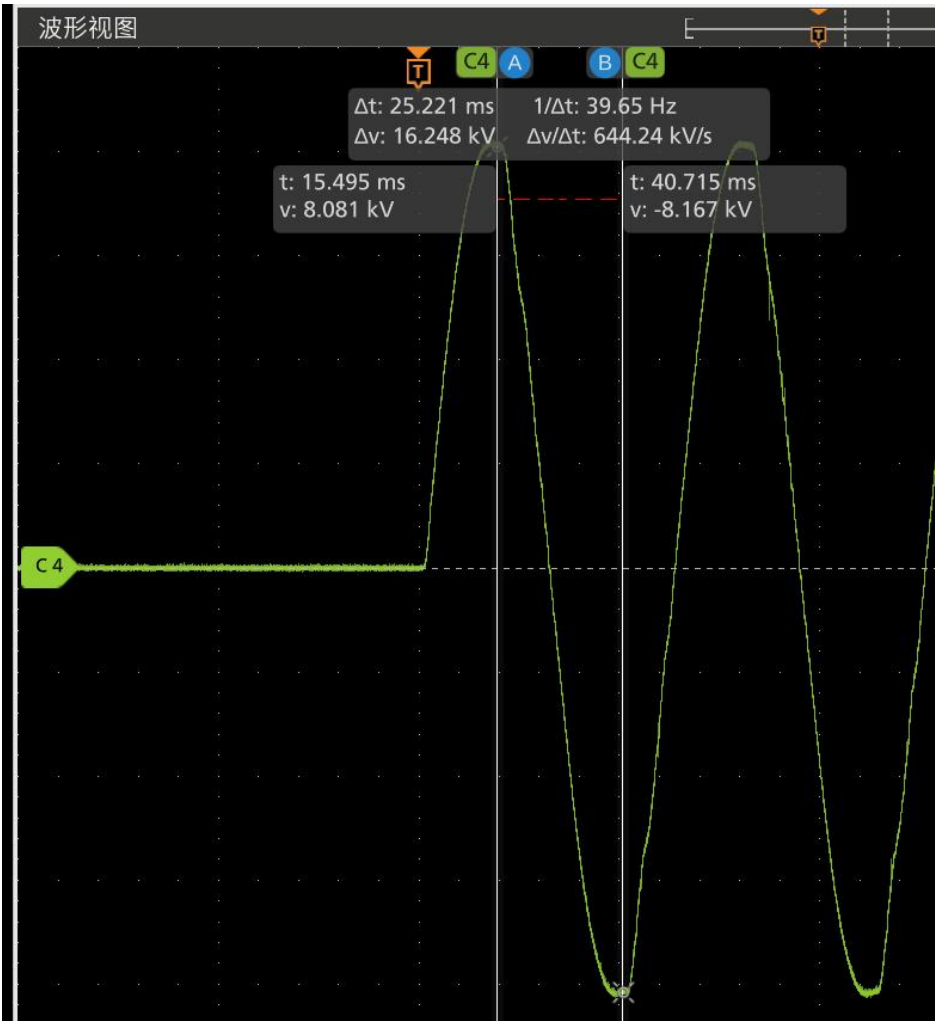 波形视图
T
T
C4 A B C4
Δt: 25.221 ms 1/Δt: 39.65 Hz
Δv: 16.248 kV Δv/Δt: 644.24 kV/s
t: 15.495 ms
v: 8.081 kV
t: 40.715 ms
v: -8.167 kV
C 4